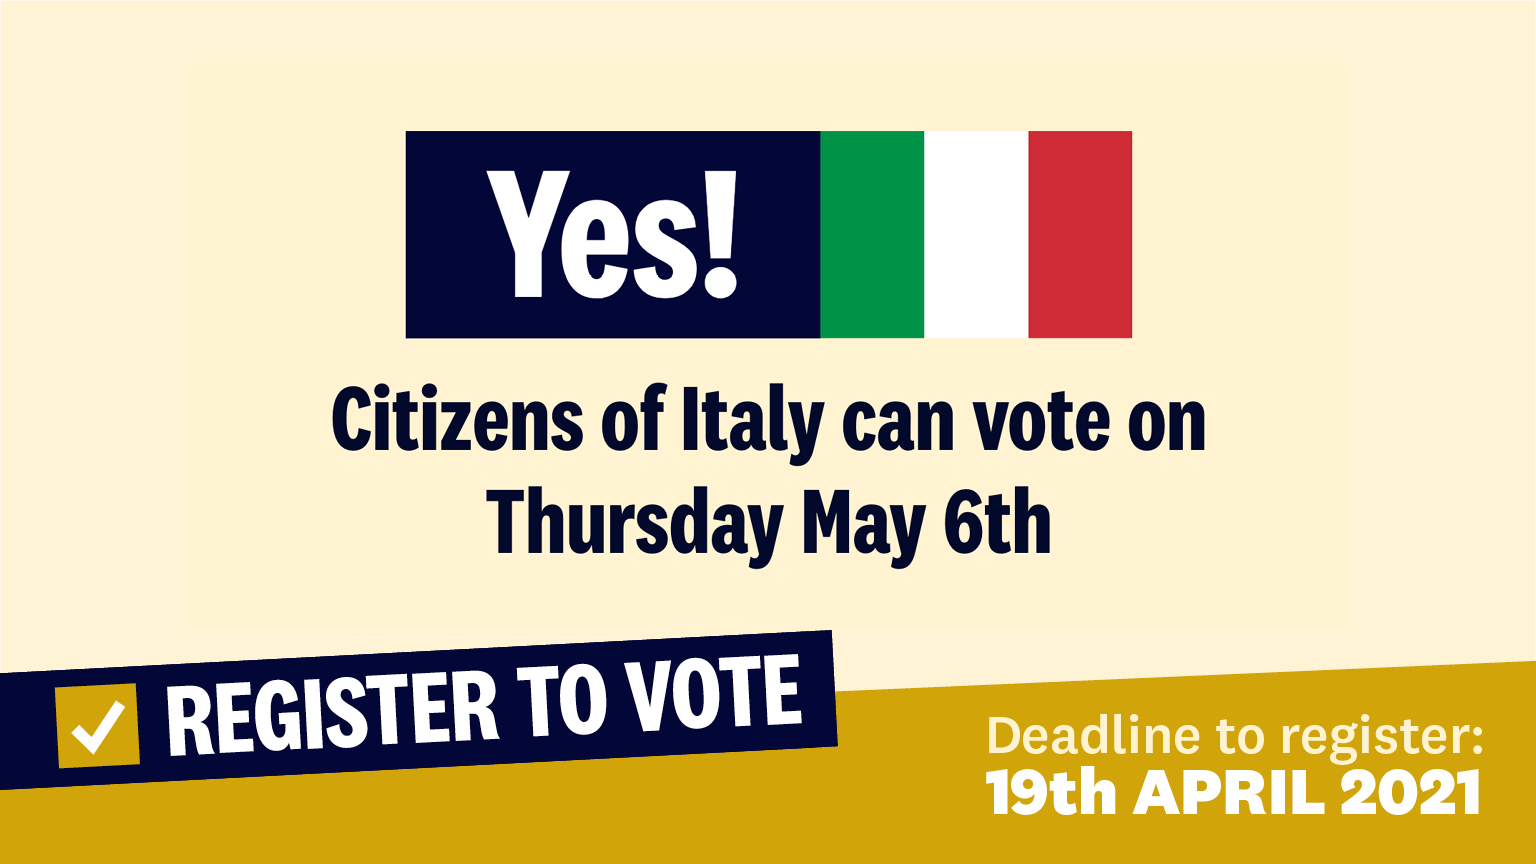 Yes!
Citizens of Italy can vote on
Thursday May 6th
REGISTER TO VOTE
Deadline to register:
19th APRIL 2021